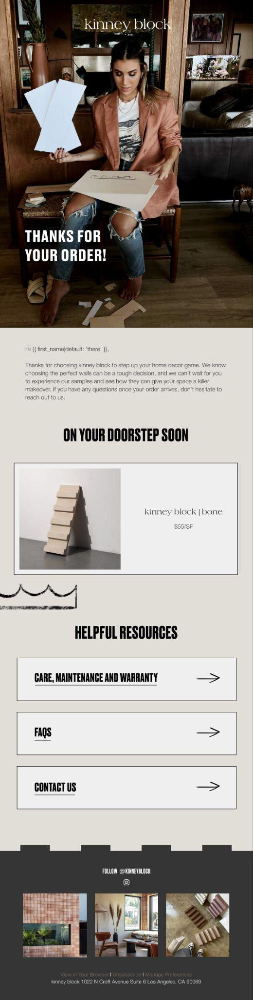 kinney block
THANKS FOR
YOUR ORDER!
Hi {{ first_name|default: ‘there’ }},
Thanks for choosing kinney block to step up your home decor game. We know
choosing the perfect walls can be a tough decision, and we can't wait for you
to experience our samples and see how they can give your space a killer
makeover. If you have any questions once your order arrives, don't hesitate to
reach out to us.
ON YOUR DOORSTEP SOON
kinney block | bone
$55/SF
HELPFUL RESOURCES
CARE, MAINTENANCE AND WARRANTY
FAQS
CONTACT US
FOLLOW @KINNEYBLOCK
View in Your Browser | Unsubscribe | Manage Preferences
kinney block 1022 N Croft Avenue Suite 6 Los Angeles, CA 90069